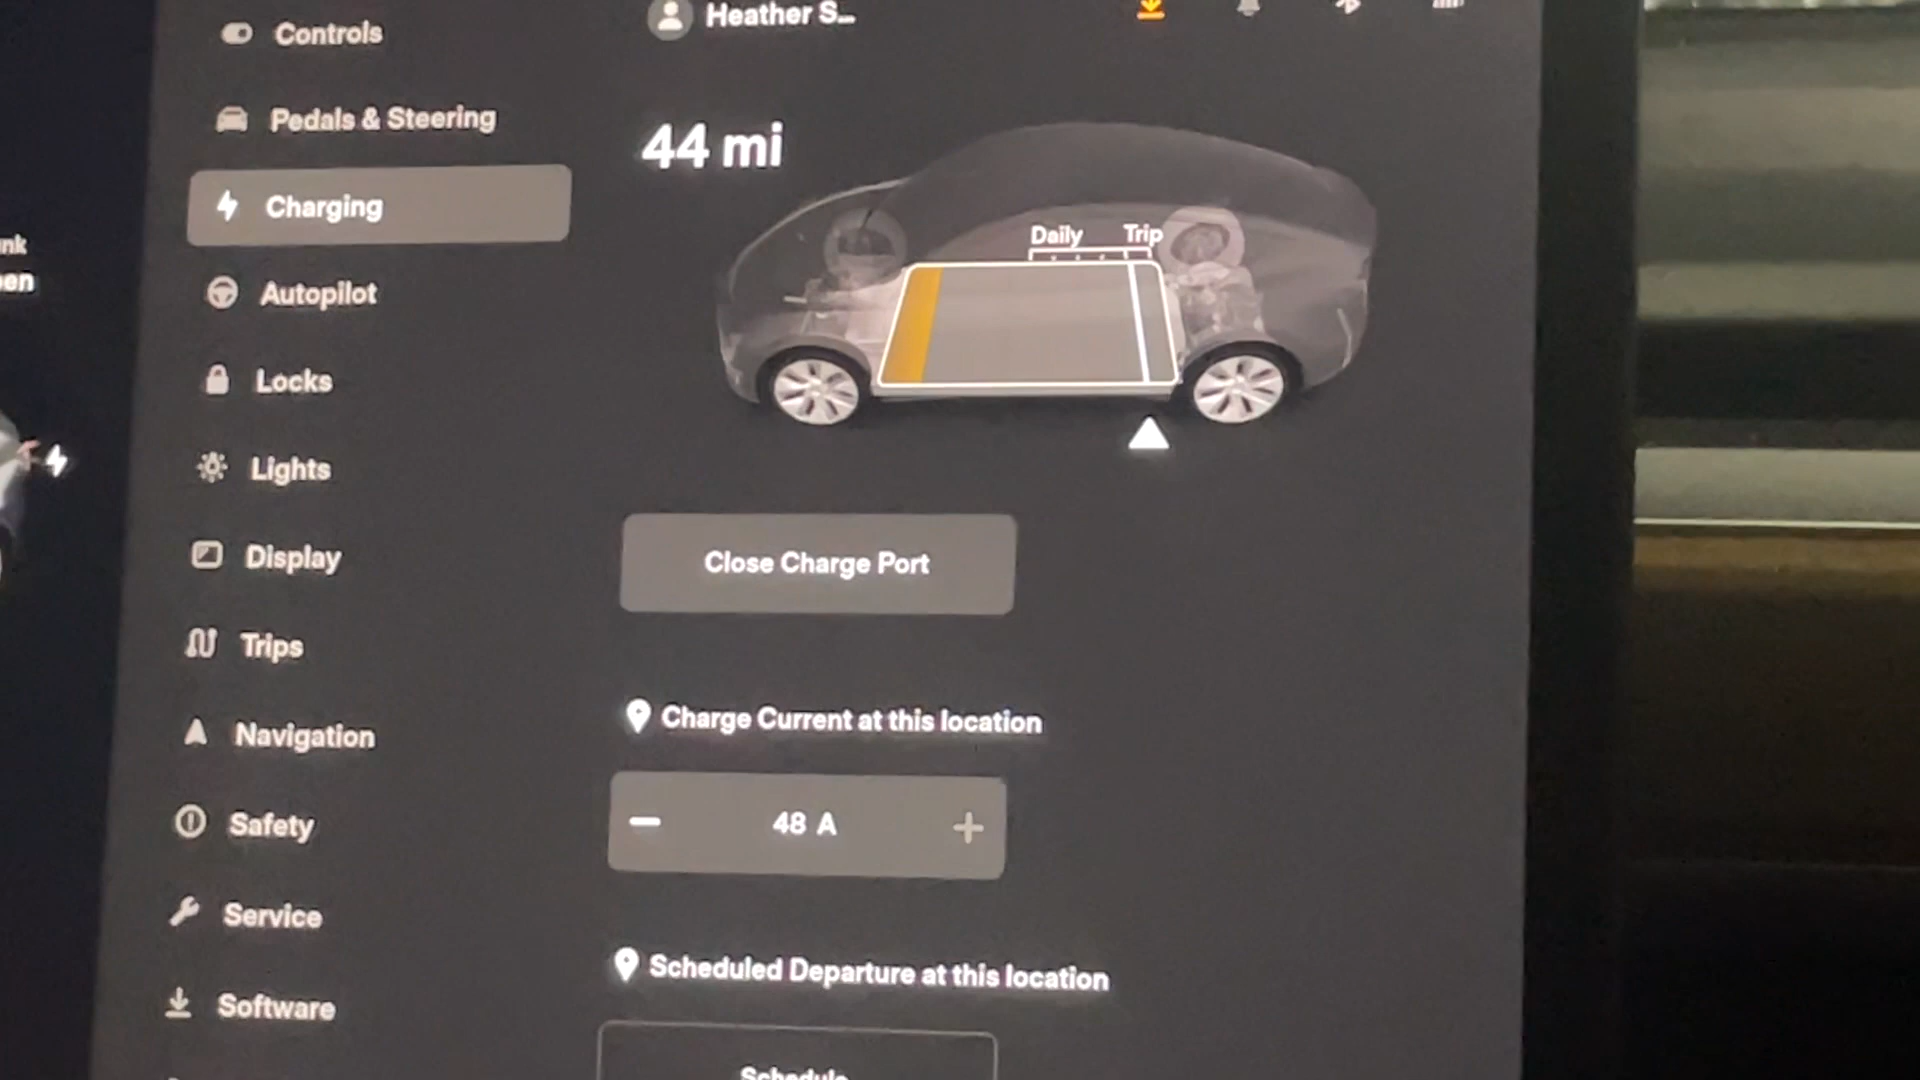 Controls
Pedals & Steering
Charging
Autopilot
Locks
Lights
Display
Trips
Navigation
Safety
Service
Software
Heather S...
44 mi
Daily Trip
Close Charge Port
Charge Current at this location
48 A
Scheduled Departure at this location
Schedule